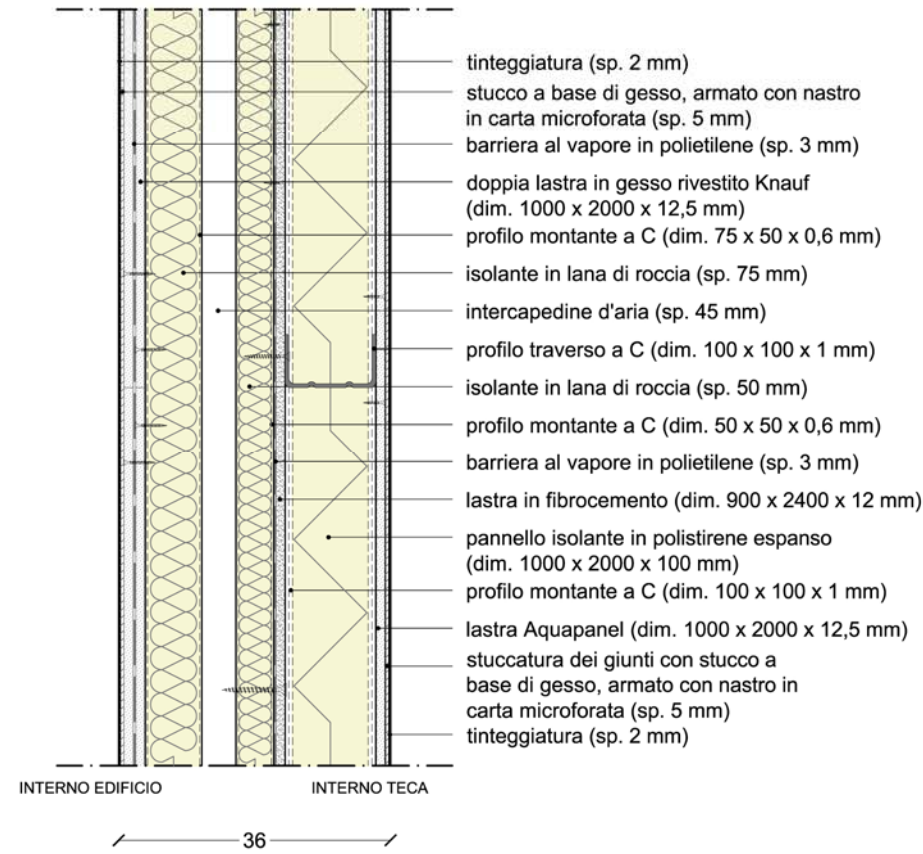 tinteggiatura (sp. 2 mm)
stucco a base di gesso, armato con nastro
in carta microforata (sp. 5 mm)
barriera al vapore in polietilene (sp. 3 mm)
doppia lastra in gesso rivestito Knauf
(dim. 1000 x 2000 x 12,5 mm)
profilo montante a C (dim. 75 x 50 x 0,6 mm)
isolante in lana di roccia (sp. 75 mm)
intercapedine d'aria (sp. 45 mm)
profilo traverso a C (dim. 100 x 100 x 1 mm)
isolante in lana di roccia (sp. 50 mm)
profilo montante a C (dim. 50 x 50 x 0,6 mm)
barriera al vapore in polietilene (sp. 3 mm)
lastra in fibrocemento (dim. 900 x 2400 x 12 mm)
pannello isolante in polistirene espanso
(dim. 1000 x 2000 x 100 mm)
profilo montante a C (dim. 100 x 100 x 1 mm)
lastra Aquapanel (dim. 1000 x 2000 x 12,5 mm)
stuccatura dei giunti con stucco a
base di gesso, armato con nastro in
carta microforata (sp. 5 mm)
tinteggiatura (sp. 2 mm)
INTERNO EDIFICIO
INTERNO TECA
36